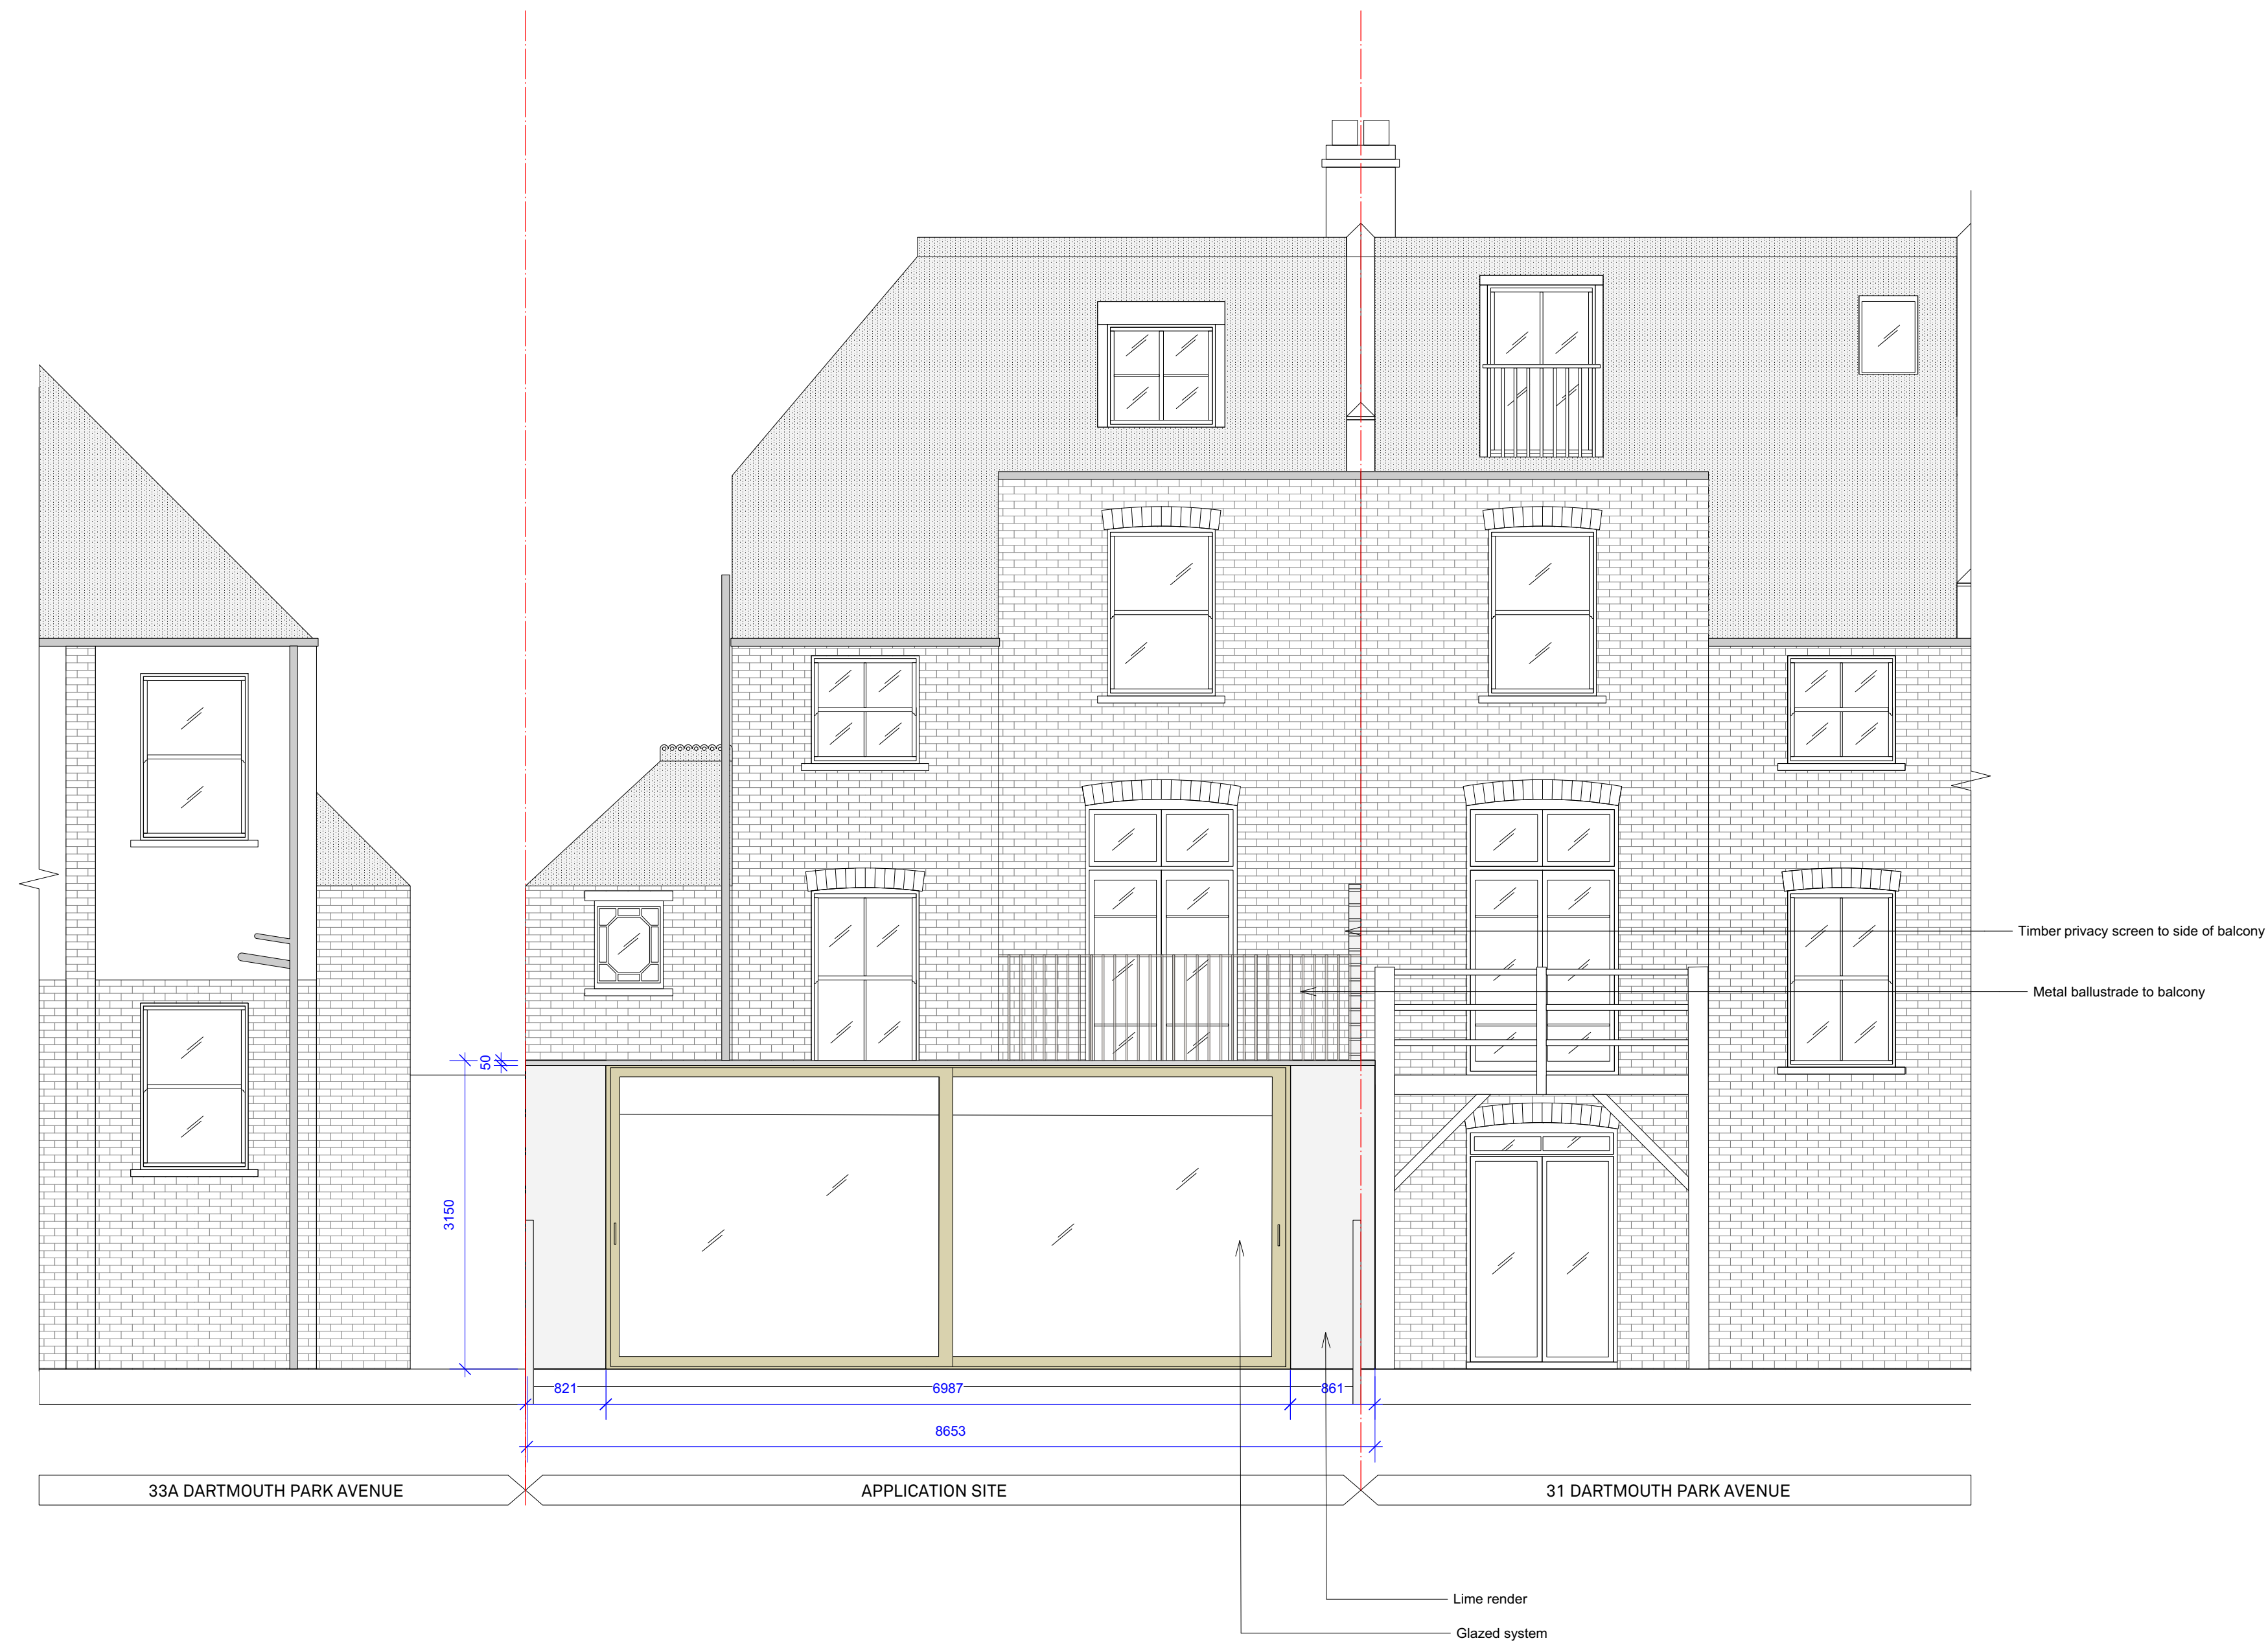 Timber privacy screen to side of balcony
Metal ballustrade to balcony
50
3150
821
6987
861
8653
33A DARTMOUTH PARK AVENUE
APPLICATION SITE
31 DARTMOUTH PARK AVENUE
Lime render
Glazed system